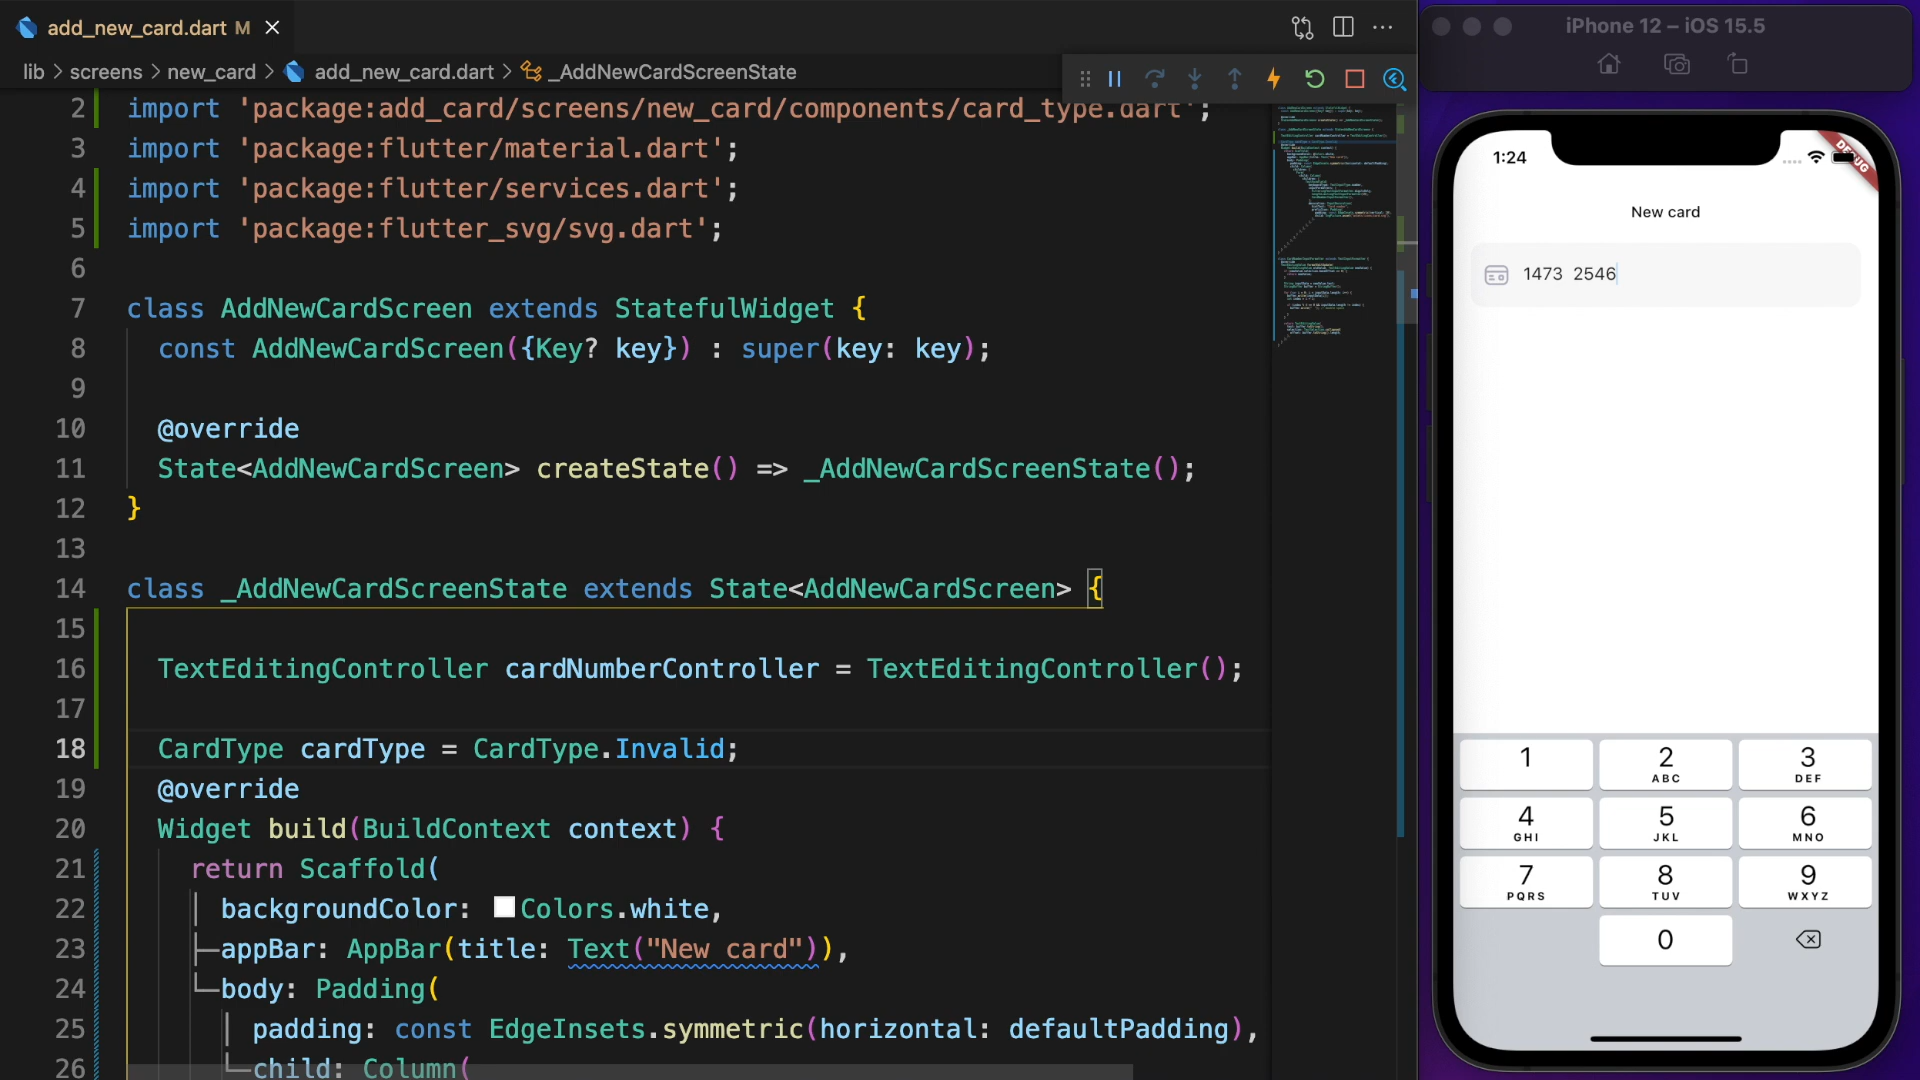 add_new_card.dart M
lib > screens > new_card > add_new_card.dart > _AddNewCardScreenState
2 import 'package:add_card/screens/new_card/components/card_type.dart';
3 import 'package:flutter/material.dart';
4 import 'package:flutter/services.dart';
5 import 'package:flutter_svg/svg.dart';
6
7 class AddNewCardScreen extends StatefulWidget {
8 const AddNewCardScreen({Key? key}) : super(key: key);
9
10 @override
11 State<AddNewCardScreen> createState() => _AddNewCardScreenState();
12 }
13
14 class _AddNewCardScreenState extends State<AddNewCardScreen> {
15
16 TextEditingController cardNumberController = TextEditingController();
17
18 CardType cardType = CardType.Invalid;
19 @override
20 Widget build(BuildContext context) {
21 return Scaffold(
22 backgroundColor: Colors.white,
23 appBar: AppBar(title: Text("New card")),
24 body: Padding(
25 padding: const EdgeInsets.symmetric(horizontal: defaultPadding),
26 child: Column(
iPhone 12 – iOS 15.5
1:24
DEBUG
New card
1473 2546
1 2 3
ABC DEF
4 5 6
GHI JKL MNO
7 8 9
PQRS TUV WXYZ
0